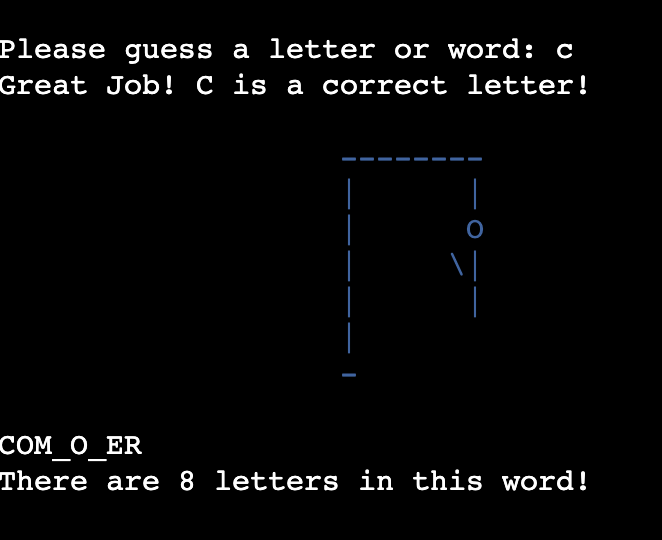 Please guess a letter or word: c
Great Job! C is a correct letter!
--------
|      |
|      O
|     \|
|      |
|
-
COM_O_ER
There are 8 letters in this word!